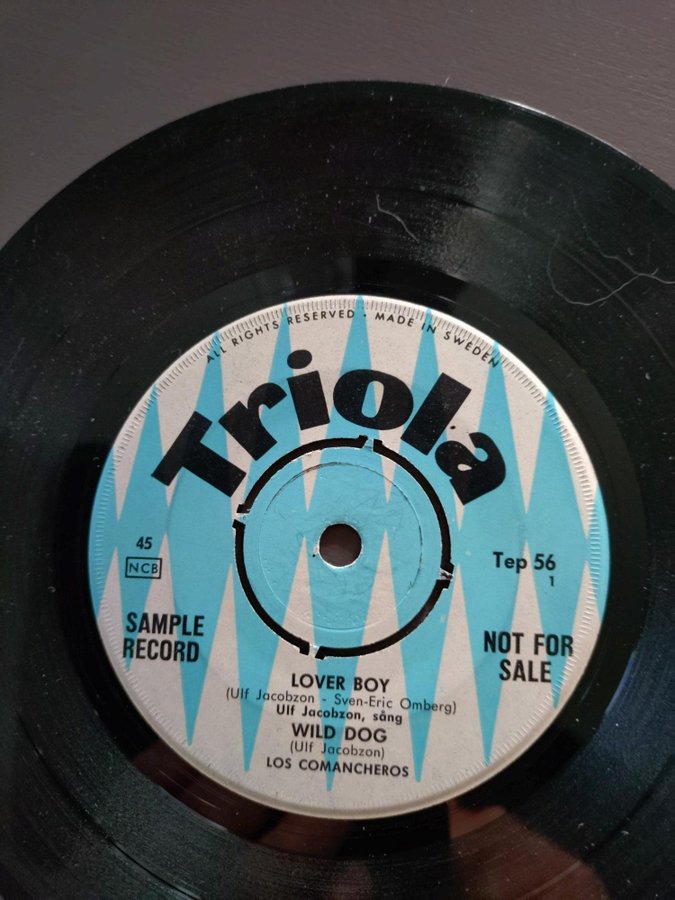 ALL RIGHTS RESERVED · MADE IN SWEDEN
Triola
45
NCB
Tep 56
1
SAMPLE
RECORD
NOT FOR
SALE
LOVER BOY
(Ulf Jacobzon - Sven-Eric Omberg)
Ulf Jacobzon, sång
WILD DOG
(Ulf Jacobzon)
LOS COMANCHEROS